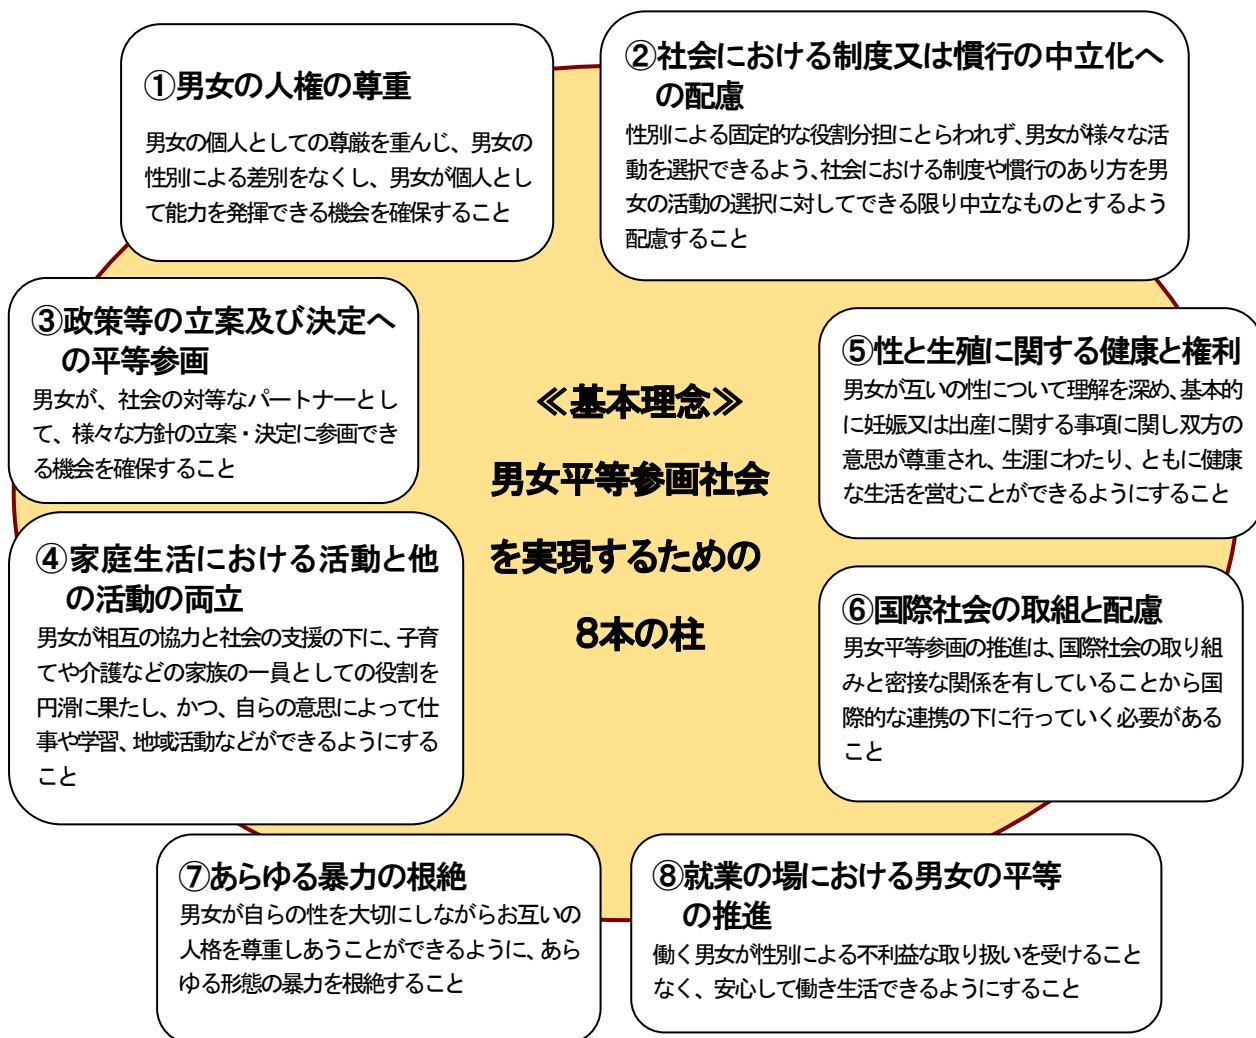 ①男女の人権の尊重
男女の個人としての尊厳を重んじ、男女の
性別による差別をなくし、男女が個人とし
て能力を発揮できる機会を確保すること
②社会における制度又は慣行の中立化へ
の配慮
性別による固定的な役割分担にとらわれず、男女が様々な活
動を選択できるよう、社会における制度や慣行のあり方を男
女の活動の選択に対してできる限り中立なものとするよう
配慮すること
③政策等の立案及び決定へ
の平等参画
男女が、社会の対等なパートナーとし
て、様々な方針の立案・決定に参画でき
る機会を確保すること
④家庭生活における活動と他
の活動の両立
男女が相互の協力と社会の支援の下に、子育
てや介護などの家族の一員としての役割を
円滑に果たし、かつ、自らの意思によって仕
事や学習、地域活動などができるようにする
こと
≪基本理念≫
男女平等参画社会
を実現するための
8本の柱
⑤性と生殖に関する健康と権利
男女が互いの性について理解を深め、基本的
に妊娠又は出産に関する事項に関し双方の
意思が尊重され、生涯にわたり、ともに健康
な生活を営むことができるようにすること
⑥国際社会の取組と配慮
男女平等参画の推進は、国際社会の取り組
みと密接な関係を有していることから国
際的な連携の下に行っていく必要がある
こと
⑦あらゆる暴力の根絶
男女が自らの性を大切にしながらお互いの
人格を尊重しあうことができるように、あら
ゆる形態の暴力を根絶すること
⑧就業の場における男女の平等
の推進
働く男女が性別による不利益な取り扱いを受けること
なく、安心して働き生活できるようにすること